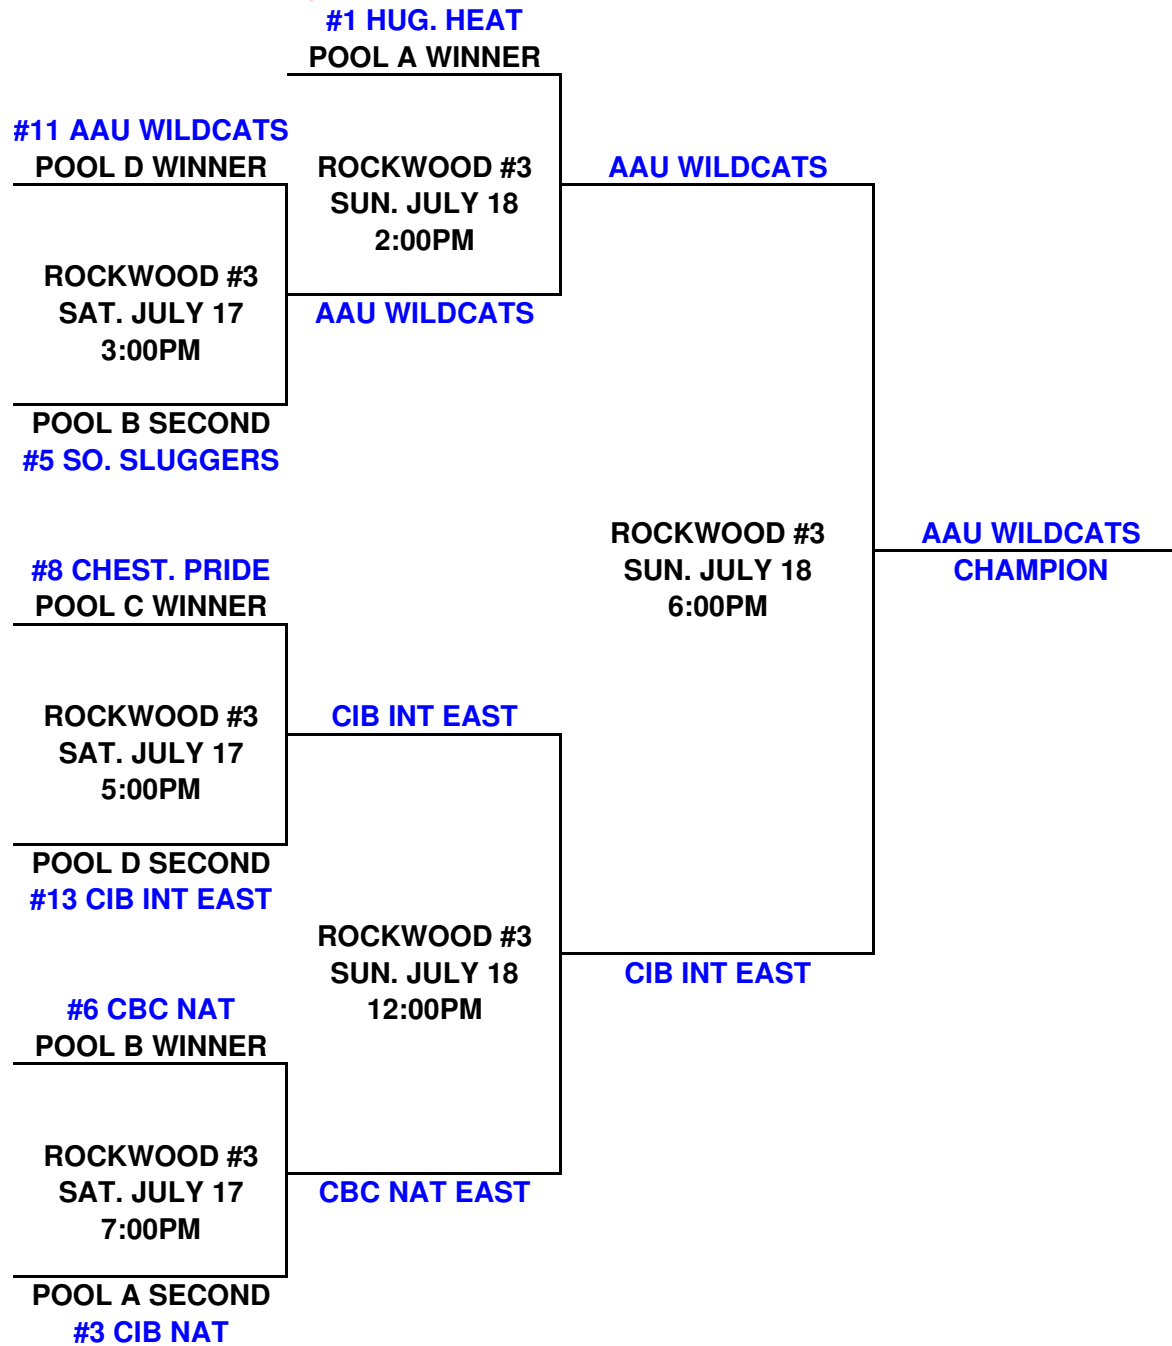 #1 HUG. HEAT
POOL A WINNER
#11 AAU WILDCATS
POOL D WINNER
ROCKWOOD #3
SUN. JULY 18
2:00PM
AAU WILDCATS
ROCKWOOD #3
SAT. JULY 17
3:00PM
AAU WILDCATS
POOL B SECOND
#5 SO. SLUGGERS
ROCKWOOD #3
SUN. JULY 18
6:00PM
AAU WILDCATS
CHAMPION
#8 CHEST. PRIDE
POOL C WINNER
ROCKWOOD #3
SAT. JULY 17
5:00PM
CIB INT EAST
POOL D SECOND
#13 CIB INT EAST
ROCKWOOD #3
SUN. JULY 18
12:00PM
CIB INT EAST
#6 CBC NAT
POOL B WINNER
ROCKWOOD #3
SAT. JULY 17
7:00PM
CBC NAT EAST
POOL A SECOND
#3 CIB NAT